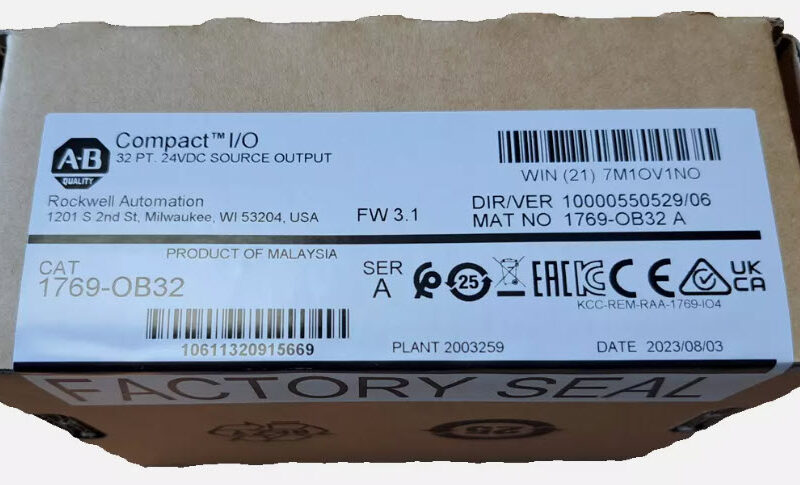 A-B
QUALITY
Compact™ I/O
32 PT. 24VDC SOURCE OUTPUT
Rockwell Automation
1201 S 2nd St, Milwaukee, WI 53204, USA
FW 3.1
WIN (21) 7M1OV1NO
DIR/VER 10000550529/06
MAT NO 1769-OB32 A
PRODUCT OF MALAYSIA
CAT
1769-OB32
SER
A
25
EAC
KC
CE
UK
CA
KCC-REM-RAA-1769-IO4
10611320915669
PLANT 2003259
DATE 2023/08/03
FACTORY SEAL
25